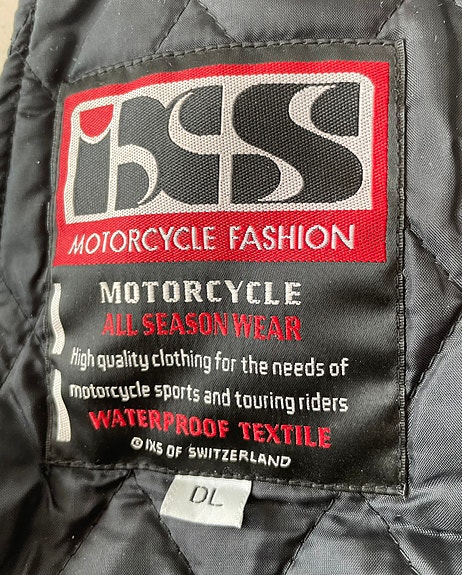 iXS
MOTORCYCLE FASHION
MOTORCYCLE
ALL SEASON WEAR
High quality clothing for the needs of
motorcycle sports and touring riders
WATERPROOF TEXTILE
© IXS OF SWITZERLAND
DL